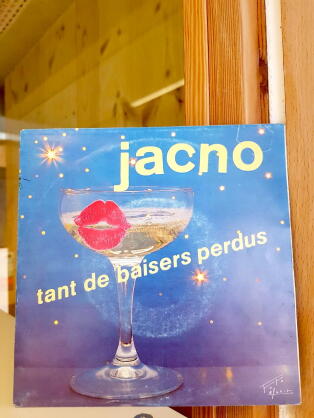 jacno
tant de baisers perdus